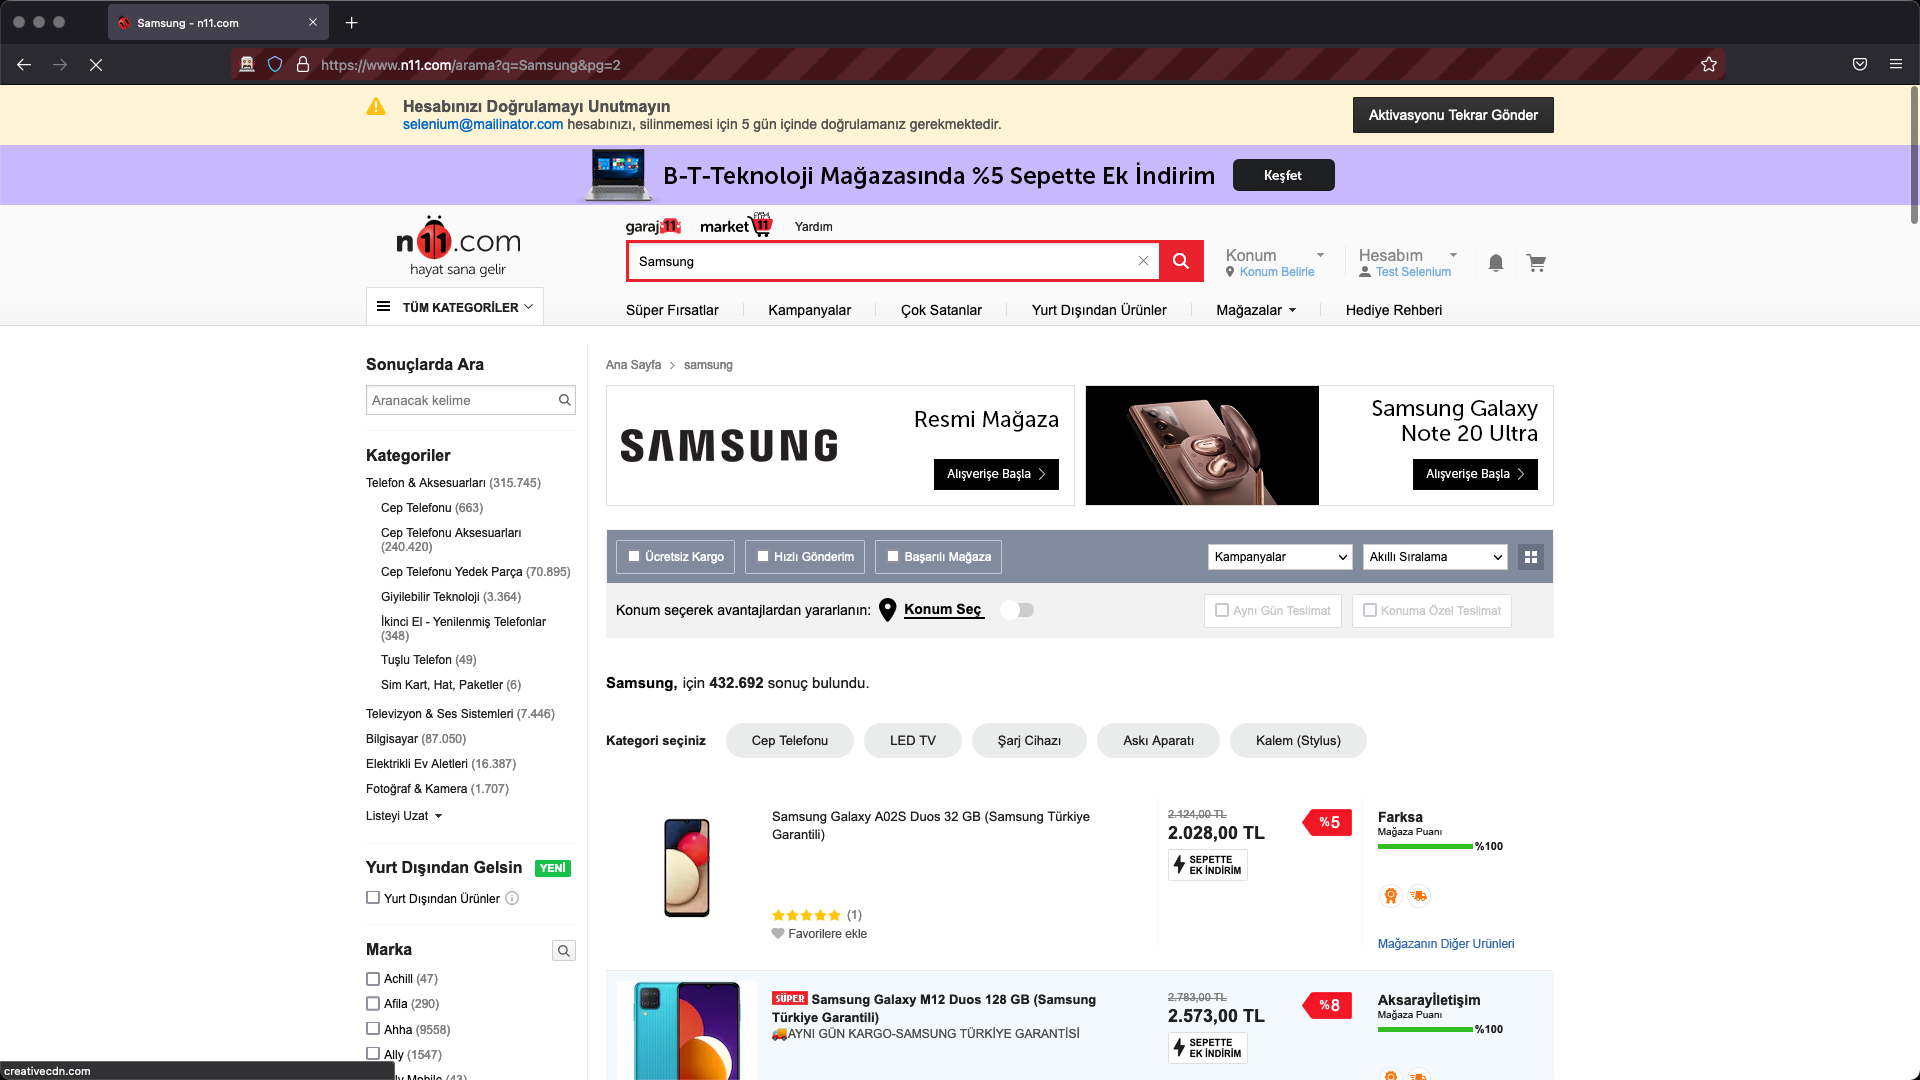 Samsung - n11.com
https://www.n11.com/arama?q=Samsung&pg=2
Hesabınızı Doğrulamayı Unutmayın
selenium@mailinator.com hesabınızı, silinmemesi için 5 gün içinde doğrulamanız gerekmektedir.
Aktivasyonu Tekrar Gönder
B-T-Teknoloji Mağazasında %5 Sepette Ek İndirim
Keşfet
n11.com
hayat sana gelir
garaj11
market 11
Yardım
Samsung
Konum
Konum Belirle
Hesabım
Test Selenium
TÜM KATEGORİLER
Süper Fırsatlar
Kampanyalar
Çok Satanlar
Yurt Dışından Ürünler
Mağazalar
Hediye Rehberi
Sonuçlarda Ara
Aranacak kelime
Kategoriler
Telefon & Aksesuarları (315.745)
Cep Telefonu (663)
Cep Telefonu Aksesuarları
(240.420)
Cep Telefonu Yedek Parça (70.895)
Giyilebilir Teknoloji (3.364)
İkinci El - Yenilenmiş Telefonlar
(348)
Tuşlu Telefon (49)
Sim Kart, Hat, Paketler (6)
Televizyon & Ses Sistemleri (7.446)
Bilgisayar (87.050)
Elektrikli Ev Aletleri (16.387)
Fotoğraf & Kamera (1.707)
Listeyi Uzat
Yurt Dışından Gelsin YENİ
Yurt Dışından Ürünler
Marka
Achill (47)
Afila (290)
Ahha (9558)
Ally (1547)
ly Mobile (43)
Ana Sayfa > samsung
SAMSUNG
Resmi Mağaza
Alışverişe Başla
Samsung Galaxy
Note 20 Ultra
Alışverişe Başla
Ücretsiz Kargo
Hızlı Gönderim
Başarılı Mağaza
Kampanyalar
Akıllı Sıralama
Konum seçerek avantajlardan yararlanın: Konum Seç
Aynı Gün Teslimat
Konuma Özel Teslimat
Samsung, için 432.692 sonuç bulundu.
Kategori seçiniz
Cep Telefonu
LED TV
Şarj Cihazı
Askı Aparatı
Kalem (Stylus)
Samsung Galaxy A02S Duos 32 GB (Samsung Türkiye
Garantili)
(1)
Favorilere ekle
2.124,00 TL
2.028,00 TL
SEPETTE
EK İNDİRİM
%5
Farksa
Mağaza Puanı
%100
Mağazanın Diğer Ürünleri
SÜPER Samsung Galaxy M12 Duos 128 GB (Samsung
Türkiye Garantili)
AYNI GÜN KARGO-SAMSUNG TÜRKİYE GARANTİSİ
2.783,00 TL
2.573,00 TL
SEPETTE
EK İNDİRİM
%8
Aksarayİletişim
Mağaza Puanı
%100
creativecdn.com